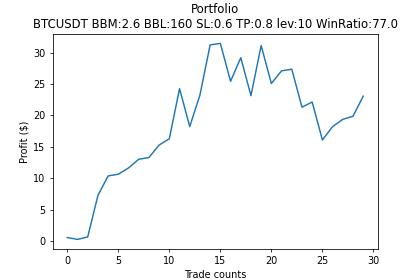 Portfolio
BTCUSDT BBM:2.6 BBL:160 SL:0.6 TP:0.8 lev:10 WinRatio:77.0
Profit ($)
30
25
20
15
10
5
0
0 5 10 15 20 25 30
Trade counts